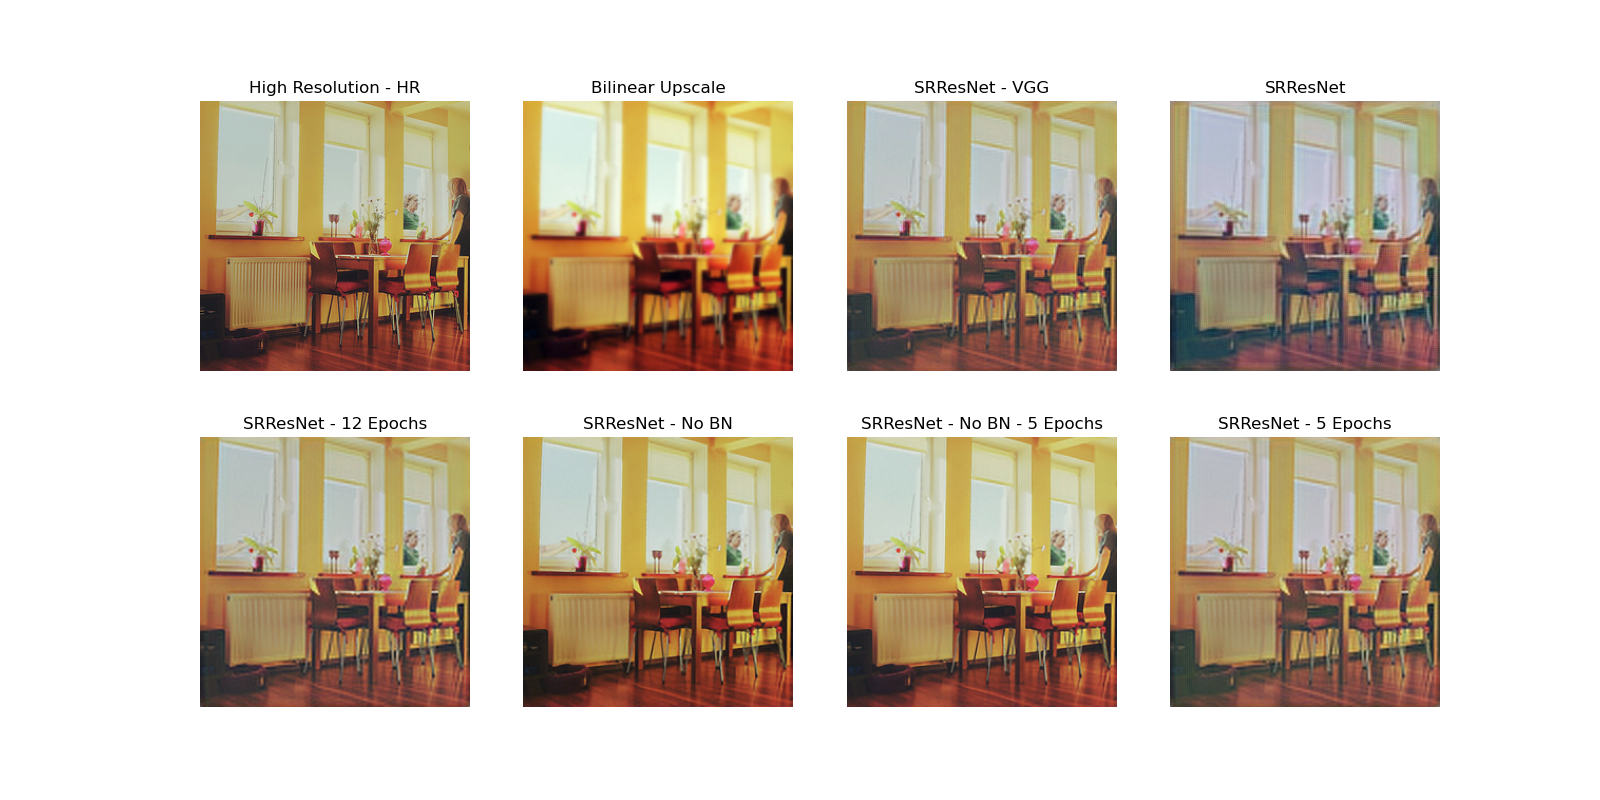 High Resolution - HR
Bilinear Upscale
SRResNet - VGG
SRResNet
SRResNet - 12 Epochs
SRResNet - No BN
SRResNet - No BN - 5 Epochs
SRResNet - 5 Epochs